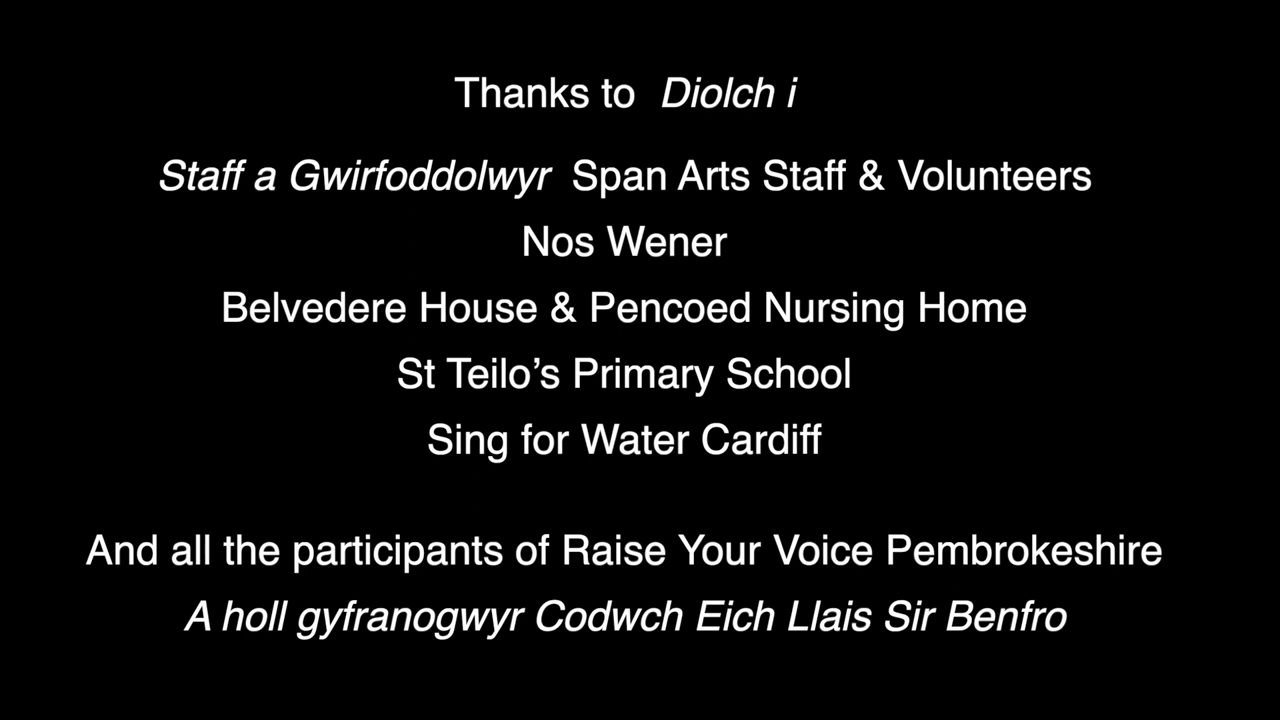 Thanks to Diolch i
Staff a Gwirfoddolwyr Span Arts Staff & Volunteers
Nos Wener
Belvedere House & Pencoed Nursing Home
St Teilo’s Primary School
Sing for Water Cardiff
And all the participants of Raise Your Voice Pembrokeshire
A holl gyfranogwyr Codwch Eich Llais Sir Benfro